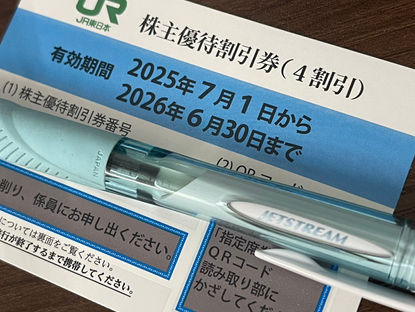 JR
JR東日本
株主優待割引券(4割引)
有効期間 2025年7月1日から
2026年6月30日まで
(1)株主優待割引券番号
(2)QRコード
JAPAN
JETSTREAM
削り、係員にお申し出ください。
については裏面をご覧ください。
行が終了するまで携帯してください。
「指定席
QRコード
読み取り部に
かざしてくだ